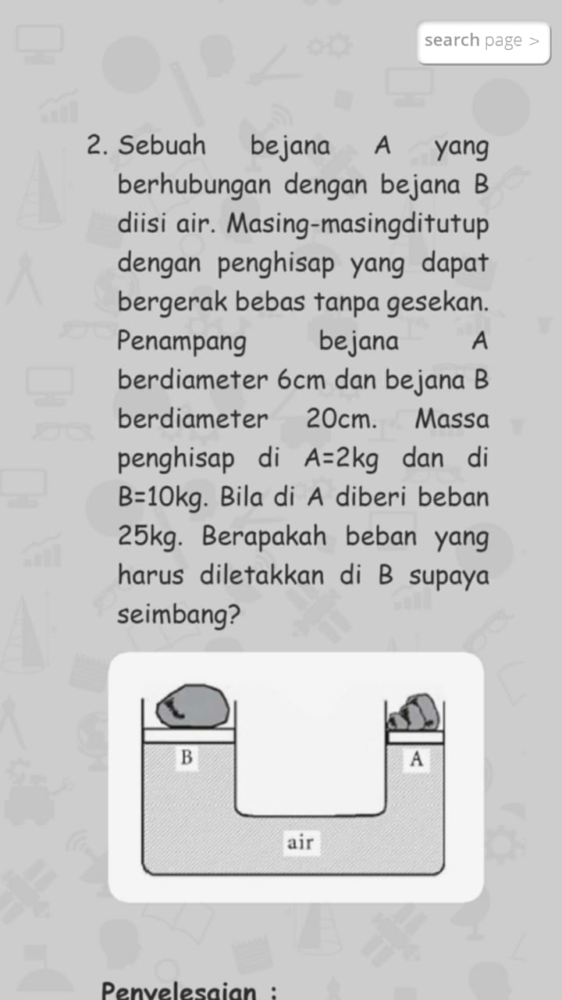 search page >
2. Sebuah bejana A yang
berhubungan dengan bejana B
diisi air. Masing-masingditutup
dengan penghisap yang dapat
bergerak bebas tanpa gesekan.
Penampang bejana A
berdiameter 6cm dan bejana B
berdiameter 20cm. Massa
penghisap di A=2kg dan di
B=10kg. Bila di A diberi beban
25kg. Berapakah beban yang
harus diletakkan di B supaya
seimbang?
B
A
air
Penyelesaian :